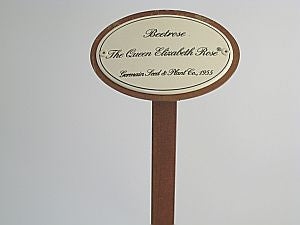 Beetrose
The Queen Elizabeth Rose®
Germain Seed & Plant Co., 1955